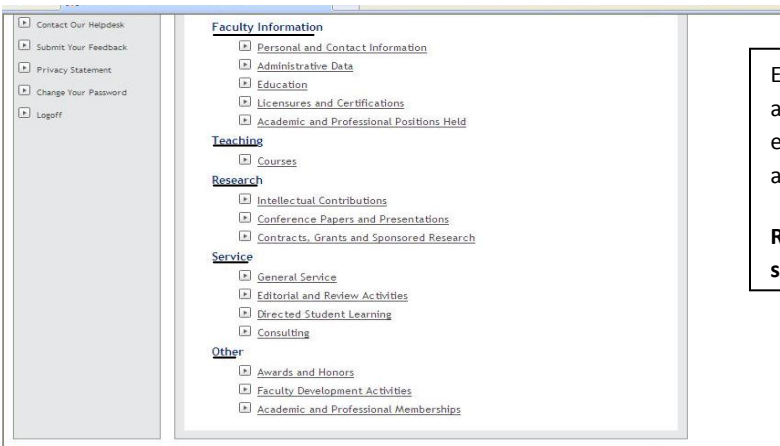 Contact Our Helpdesk
Submit Your Feedback
Privacy Statement
Change Your Password
Logoff
Faculty Information
Personal and Contact Information
Administrative Data
Education
Licensures and Certifications
Academic and Professional Positions Held
Teaching
Courses
Research
Intellectual Contributions
Conference Papers and Presentations
Contracts, Grants and Sponsored Research
Service
General Service
Editorial and Review Activities
Directed Student Learning
Consulting
Other
Awards and Honors
Faculty Development Activities
Academic and Professional Memberships